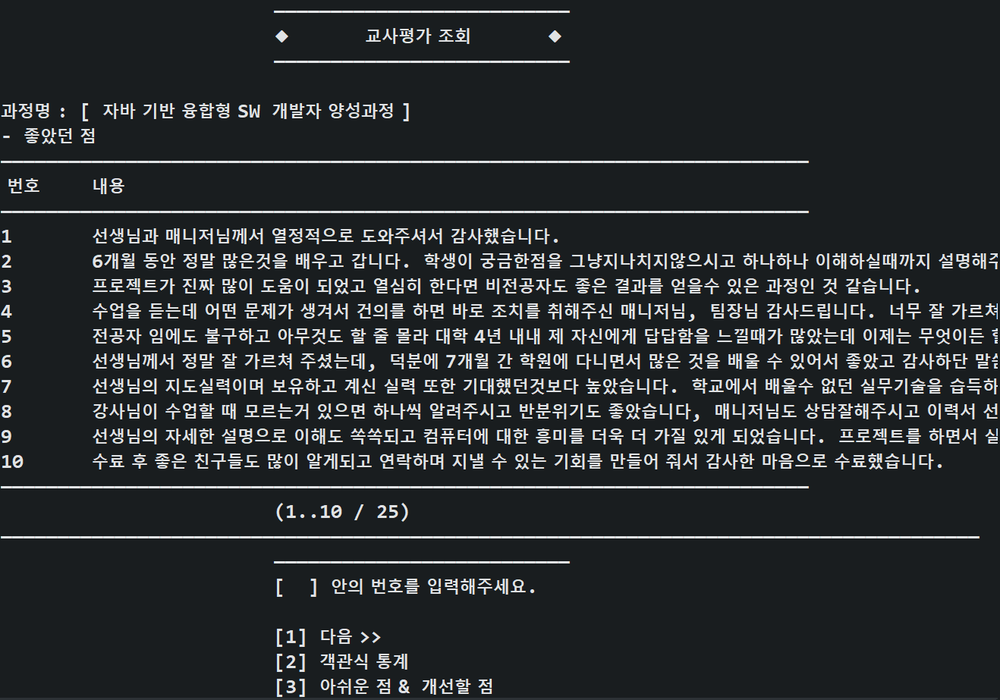 ◆ 교사평가 조회 ◆
과정명 : [ 자바 기반 융합형 SW 개발자 양성과정 ]
- 좋았던 점
번호 내용
1 선생님과 매니저님께서 열정적으로 도와주셔서 감사했습니다.
2 6개월 동안 정말 많은것을 배우고 갑니다. 학생이 궁금한점을 그냥지나치지않으시고 하나하나 이해하실때까지 설명해주
3 프로젝트가 진짜 많이 도움이 되었고 열심히 한다면 비전공자도 좋은 결과를 얻을수 있은 과정인 것 같습니다.
4 수업을 듣는데 어떤 문제가 생겨서 건의를 하면 바로 조치를 취해주신 매니저님, 팀장님 감사드립니다. 너무 잘 가르쳐
5 전공자 임에도 불구하고 아무것도 할 줄 몰라 대학 4년 내내 제 자신에게 답답함을 느낄때가 많았는데 이제는 무엇이든
6 선생님께서 정말 잘 가르쳐 주셨는데, 덕분에 7개월 간 학원에 다니면서 많은 것을 배울 수 있어서 좋았고 감사하단 말씀
7 선생님의 지도실력이며 보유하고 계신 실력 또한 기대했던것보다 높았습니다. 학교에서 배울수 없던 실무기술을 습득하
8 강사님이 수업할 때 모르는거 있으면 하나씩 알려주시고 반분위기도 좋았습니다, 매니저님도 상담잘해주시고 이력서 선
9 선생님의 자세한 설명으로 이해도 쏙쏙되고 컴퓨터에 대한 흥미를 더욱 더 가질 있게 되었습니다. 프로젝트를 하면서 실
10 수료 후 좋은 친구들도 많이 알게되고 연락하며 지낼 수 있는 기회를 만들어 줘서 감사한 마음으로 수료했습니다.
(1..10 / 25)
[ ] 안의 번호를 입력해주세요.
[1] 다음 >>
[2] 객관식 통계
[3] 아쉬운 점 & 개선할 점